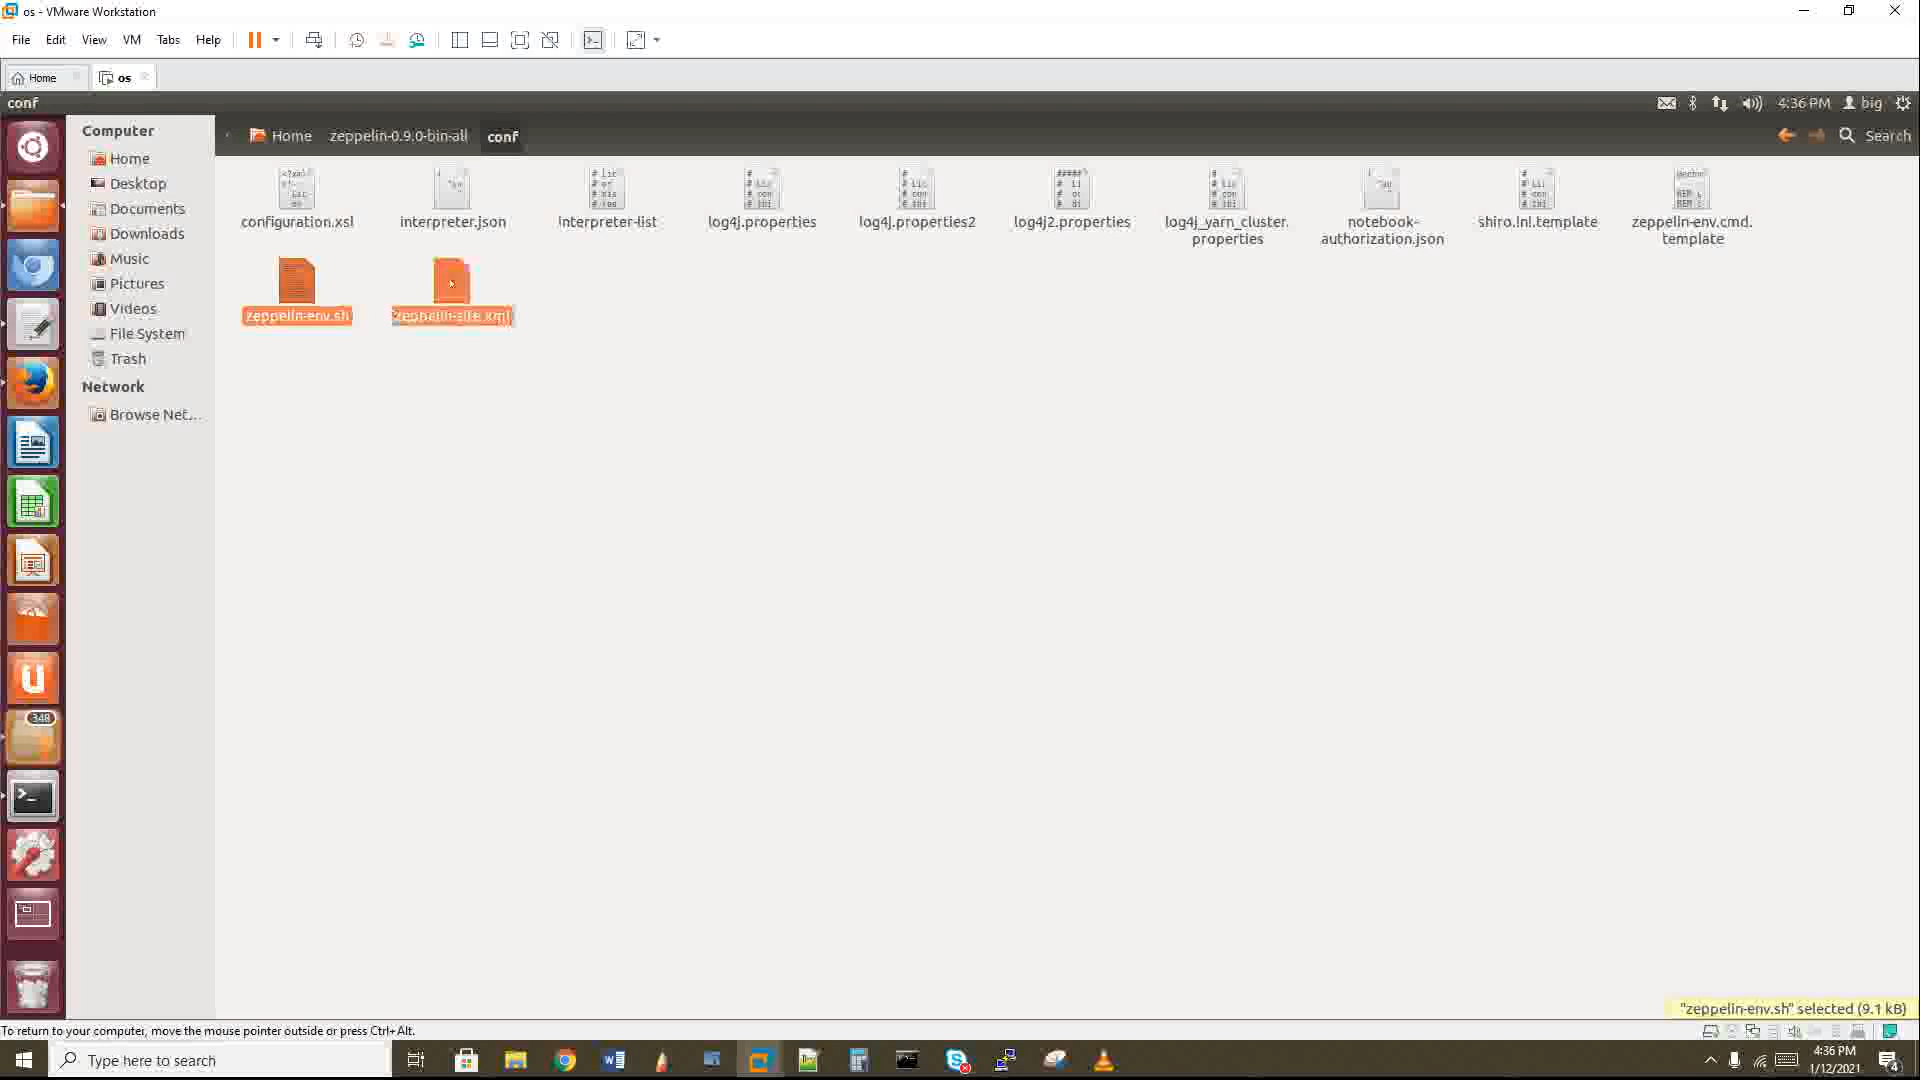 os - VMware Workstation
File Edit View VM Tabs Help
Home os
conf 4:36 PM big
Computer
Home
Desktop
Documents
Downloads
Music
Pictures
Videos
File System
Trash
Network
Browse Net...
Home zeppelin-0.9.0-bin-all conf Search
configuration.xsl interpreter.json interpreter-list log4j.properties log4j.properties2 log4j2.properties log4j_yarn_cluster. notebook- shiro.ini.template zeppelin-env.cmd.
properties authorization.json template
zeppelin-env.sh zeppelin-site.xml
348
"zeppelin-env.sh" selected (9.1 kB)
To return to your computer, move the mouse pointer outside or press Ctrl+Alt.
Type here to search
4:36 PM
1/12/2021
4